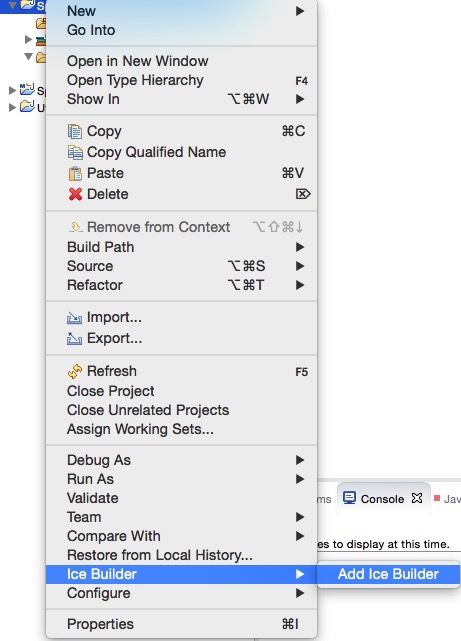 Sp
New
Go Into
Open in New Window
Open Type Hierarchy F4
Show In ⌥⌘W
Sp
U
Copy ⌘C
Copy Qualified Name
Paste ⌘V
Delete ⌦
Remove from Context ⌥⇧⌘↓
Build Path
Source ⌥⌘S
Refactor ⌥⌘T
Import...
Export...
Refresh F5
Close Project
Close Unrelated Projects
Assign Working Sets...
Debug As
Run As
Validate
ms Console Jav
Team
Compare With
es to display at this time.
Restore from Local History...
Ice Builder
Add Ice Builder
Configure
Properties ⌘I